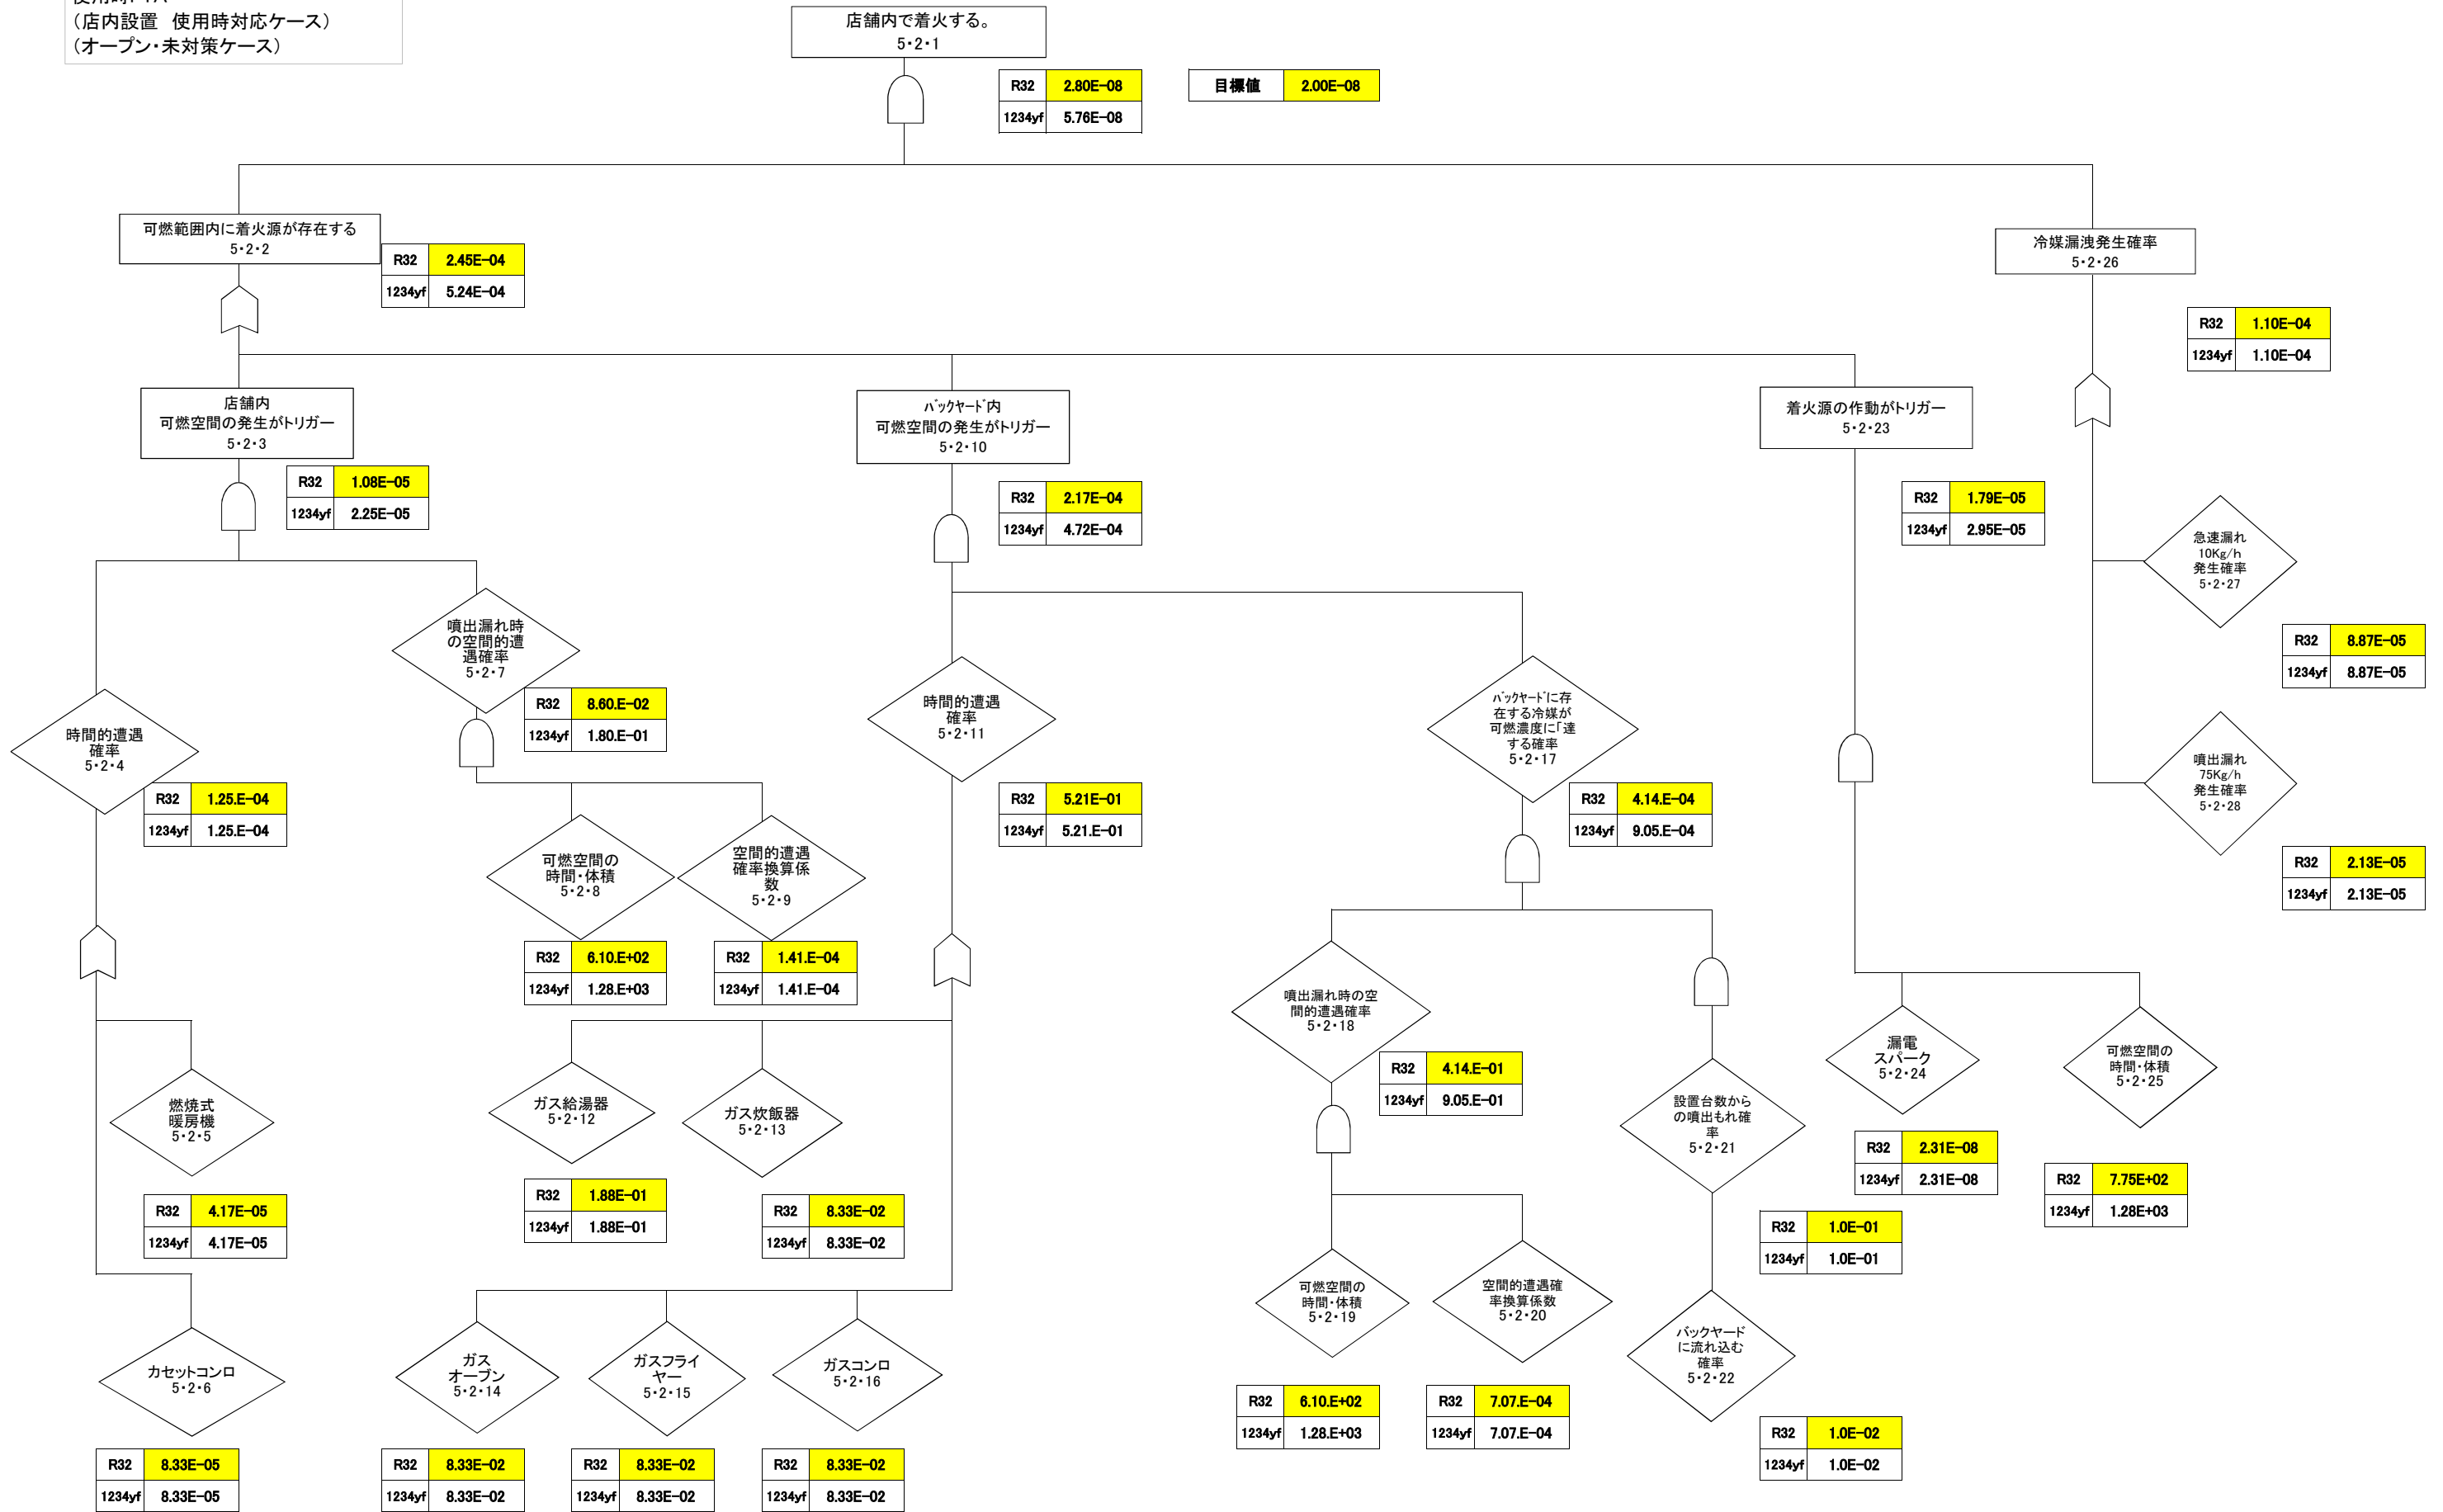 (店内設置 使用時対応ケース)
(オープン・未対策ケース)
店舗内で着火する。
5・2・1
R32 2.80E-08
1234yf 5.76E-08
目標値 2.00E-08
可燃範囲内に着火源が存在する
5・2・2
R32 2.45E-04
1234yf 5.24E-04
冷媒漏洩発生確率
5・2・26
R32 1.10E-04
1234yf 1.10E-04
店舗内
可燃空間の発生がトリガー
5・2・3
R32 1.08E-05
1234yf 2.25E-05
バックヤード内
可燃空間の発生がトリガー
5・2・10
R32 2.17E-04
1234yf 4.72E-04
着火源の作動がトリガー
5・2・23
R32 1.79E-05
1234yf 2.95E-05
急速漏れ
10Kg/h
発生確率
5・2・27
R32 8.87E-05
1234yf 8.87E-05
噴出漏れ
75Kg/h
発生確率
5・2・28
R32 2.13E-05
1234yf 2.13E-05
時間的遭遇
確率
5・2・4
R32 1.25.E-04
1234yf 1.25.E-04
噴出漏れ時
の空間的遭
遇確率
5・2・7
R32 8.60.E-02
1234yf 1.80.E-01
時間的遭遇
確率
5・2・11
R32 5.21E-01
1234yf 5.21.E-01
バックヤードに存
在する冷媒が
可燃濃度に「達
する確率
5・2・17
R32 4.14.E-04
1234yf 9.05.E-04
可燃空間の
時間・体積
5・2・8
R32 6.10.E+02
1234yf 1.28.E+03
空間的遭遇
確率換算係
数
5・2・9
R32 1.41.E-04
1234yf 1.41.E-04
噴出漏れ時の空
間的遭遇確率
5・2・18
R32 4.14.E-01
1234yf 9.05.E-01
設置台数から
の噴出もれ確
率
5・2・21
R32 1.0E-01
1234yf 1.0E-01
漏電
スパーク
5・2・24
R32 2.31E-08
1234yf 2.31E-08
可燃空間の
時間・体積
5・2・25
R32 7.75E+02
1234yf 1.28E+03
燃焼式
暖房機
5・2・5
R32 4.17E-05
1234yf 4.17E-05
ガス給湯器
5・2・12
R32 1.88E-01
1234yf 1.88E-01
ガス炊飯器
5・2・13
R32 8.33E-02
1234yf 8.33E-02
カセットコンロ
5・2・6
R32 8.33E-05
1234yf 8.33E-05
ガス
オーブン
5・2・14
R32 8.33E-02
1234yf 8.33E-02
ガスフライ
ヤー
5・2・15
R32 8.33E-02
1234yf 8.33E-02
ガスコンロ
5・2・16
R32 8.33E-02
1234yf 8.33E-02
可燃空間の
時間・体積
5・2・19
R32 6.10.E+02
1234yf 1.28.E+03
空間的遭遇確
率換算係数
5・2・20
R32 7.07.E-04
1234yf 7.07.E-04
バックヤード
に流れ込む
確率
5・2・22
R32 1.0E-02
1234yf 1.0E-02